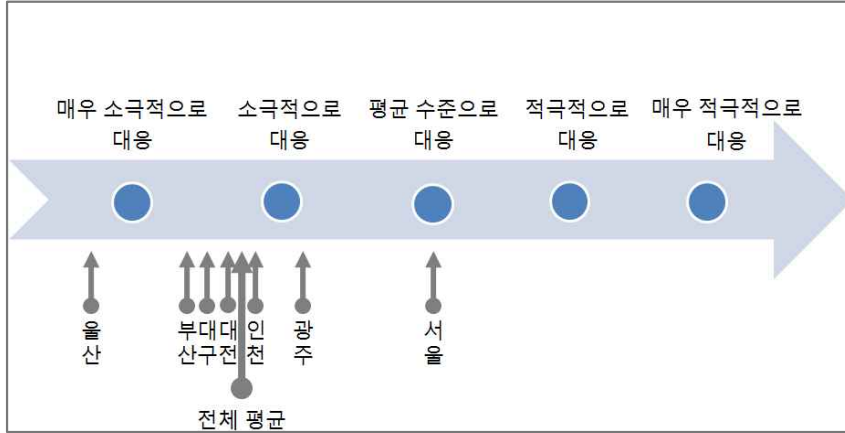 매우 소극적으로
대응
소극적으로
대응
평균 수준으로
대응
적극적으로
대응
매우 적극적으로
대응
울산
부산
대구
대전
인천
광주
서울
전체 평균